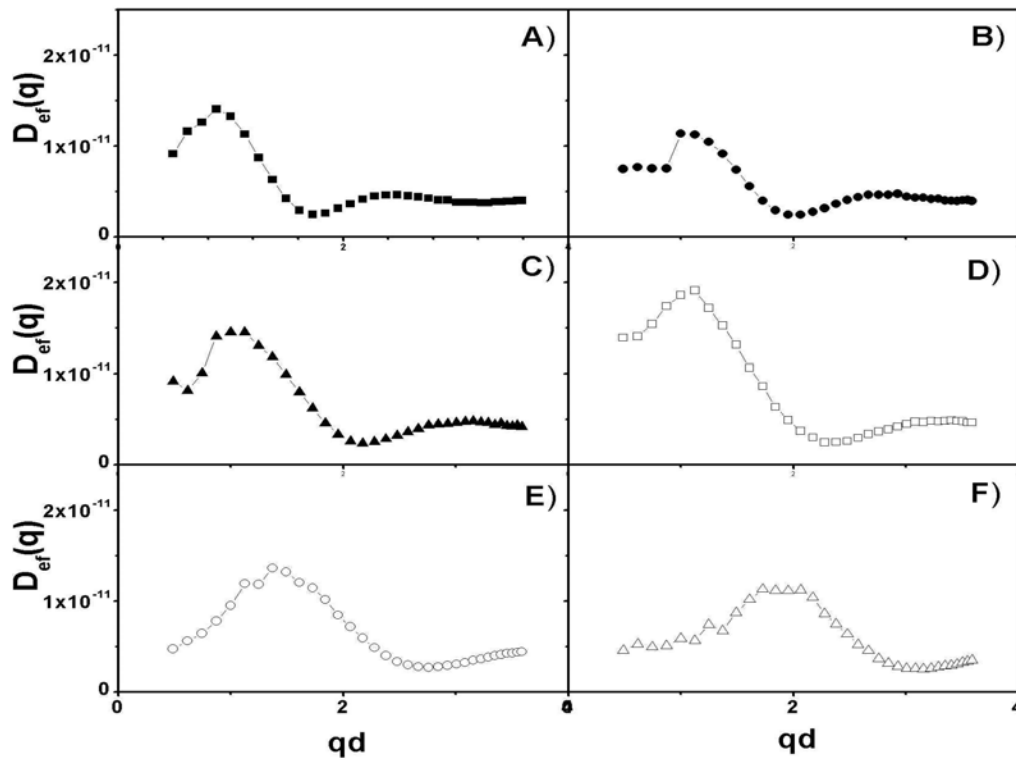 A) B)
2x10⁻¹¹
D_ef(q)
1x10⁻¹¹
0
0 2 4 2
C) D)
2x10⁻¹¹
D_ef(q)
1x10⁻¹¹
0
2 2
E) F)
2x10⁻¹¹
D_ef(q)
1x10⁻¹¹
0
0 2 0 2 4
qd qd